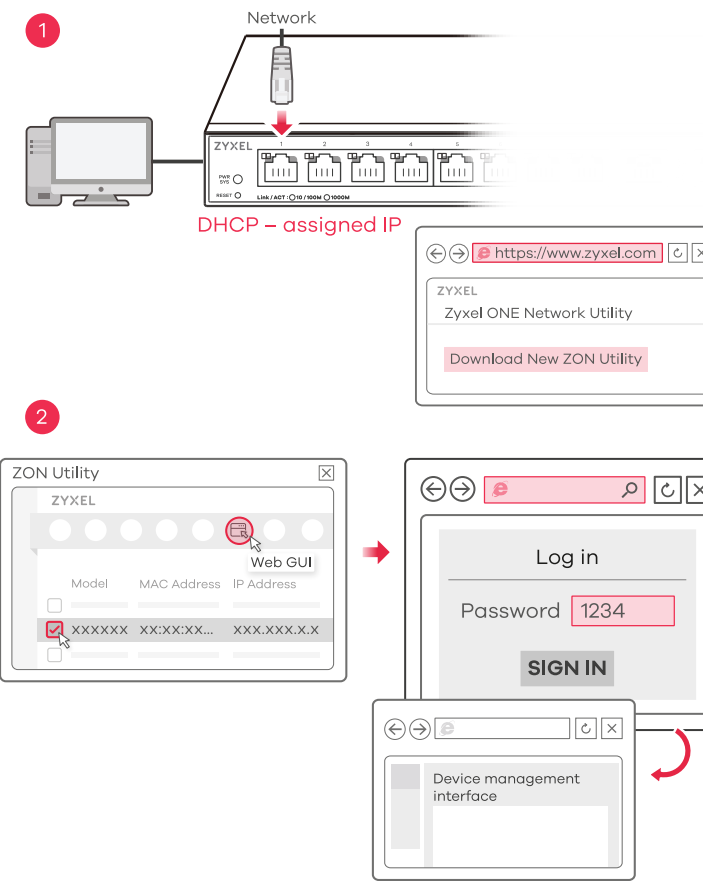 1
Network
ZYXEL
1 2 3 4 5
PWR
SYS
RESET
Link / ACT : 10 / 100M 1000M
DHCP – assigned IP
https://www.zyxel.com
ZYXEL
Zyxel ONE Network Utility
Download New ZON Utility
2
ZON Utility
ZYXEL
Web GUI
Model MAC Address IP Address
XXXXXX XX:XX:XX... XXX.XXX.X.X
Log in
Password 1234
SIGN IN
Device management
interface